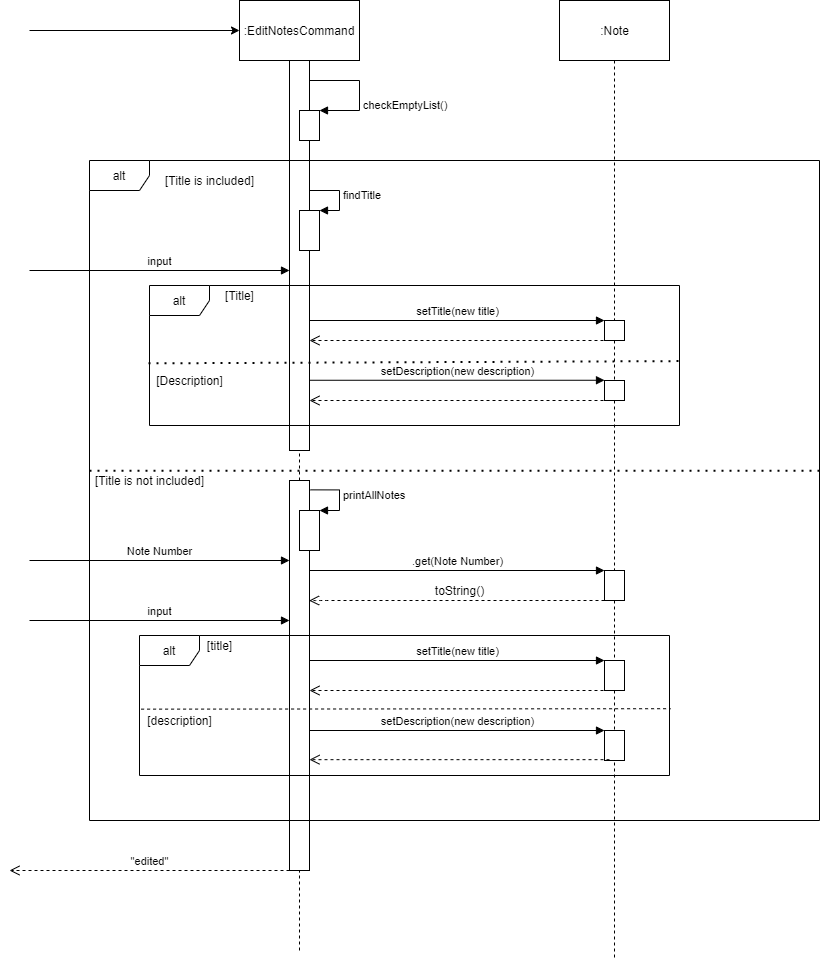 :EditNotesCommand
:Note
checkEmptyList()
alt
[Title is included]
findTitle
input
alt
[Title]
setTitle(new title)
[Description]
setDescription(new description)
[Title is not included]
printAllNotes
Note Number
.get(Note Number)
toString()
input
alt
[title]
setTitle(new title)
[description]
setDescription(new description)
"edited"